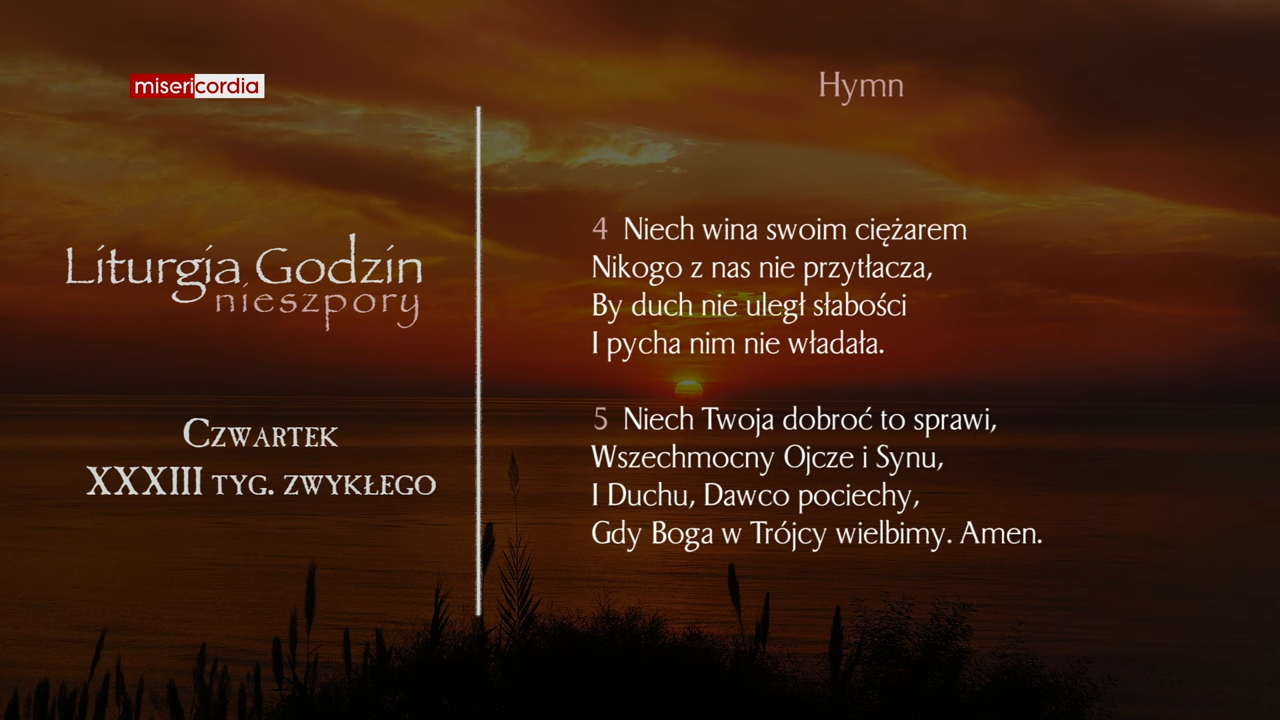 misericordia
Liturgia Godzin
nieszpory
Czwartek
XXXIII tyg. zwykłego
Hymn
4 Niech wina swoim ciężarem
Nikogo z nas nie przytłacza,
By duch nie uległ słabości
I pycha nim nie władała.
5 Niech Twoja dobroć to sprawi,
Wszechmocny Ojcze i Synu,
I Duchu, Dawco pociechy,
Gdy Boga w Trójcy wielbimy. Amen.